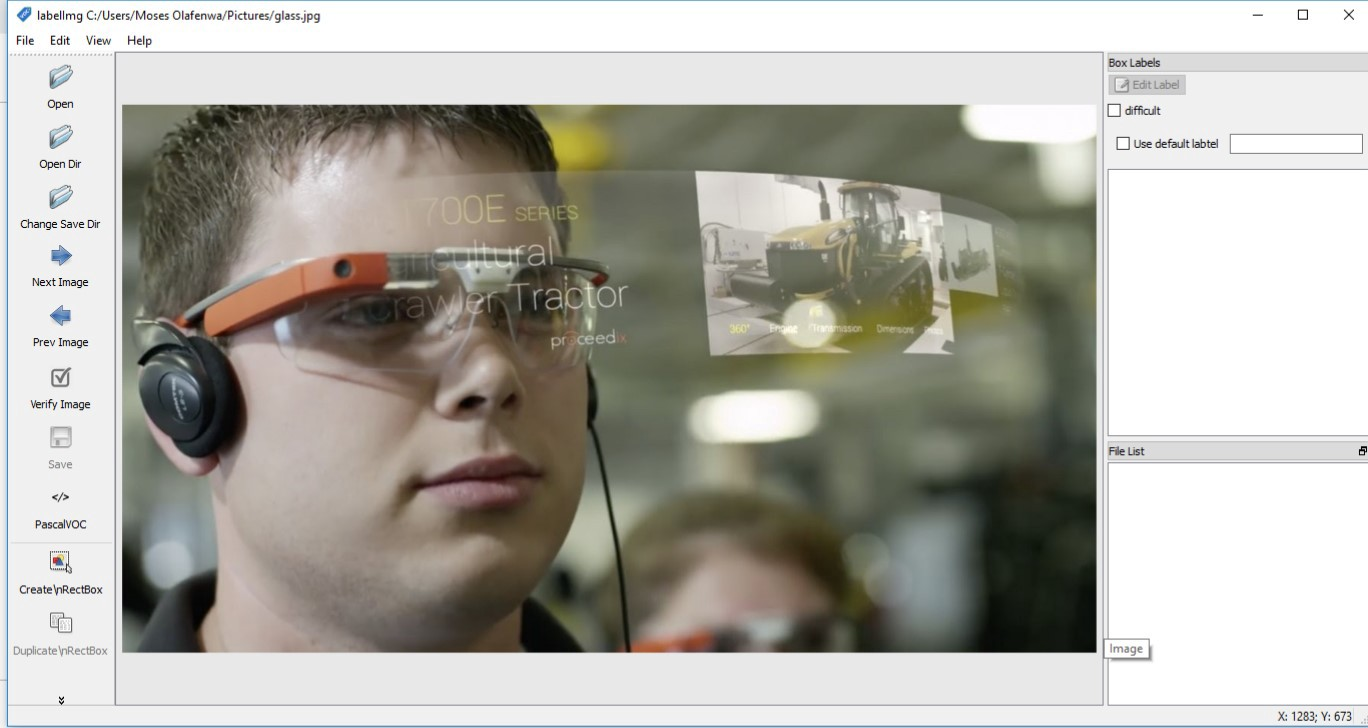 labelImg C:/Users/Moses Olafenwa/Pictures/glass.jpg
File Edit View Help
Open
Open Dir
Change Save Dir
Next Image
Prev Image
Verify Image
Save
</>
PascalVOC
Create\nRectBox
Duplicate\nRectBox
700E SERIES
icultural
Crawler Tractor
proceedix
360° Engine /Transmission Dimensions
Box Labels
Edit Label
difficult
Use default labtel
File List
Image
X: 1283; Y: 673